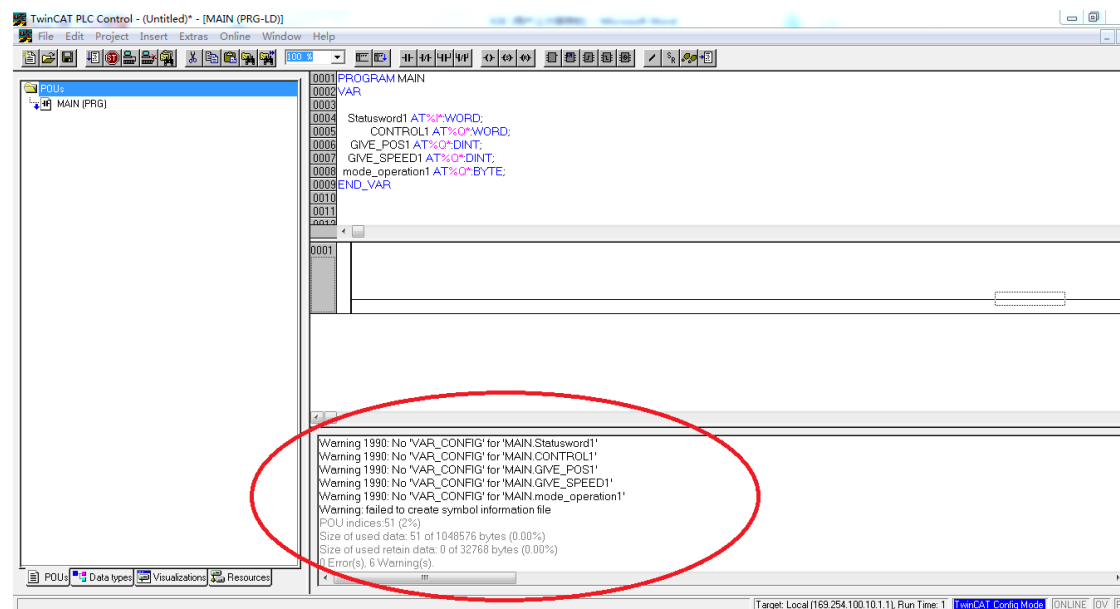 TwinCAT PLC Control - (Untitled)* - [MAIN (PRG-LD)]
File Edit Project Insert Extras Online Window Help
100 %
POUs
MAIN (PRG)
0001 PROGRAM MAIN
0002 VAR
0003
0004 Statusword1 AT%I*:WORD;
0005 CONTROL1 AT%Q*:WORD;
0006 GIVE_POS1 AT%Q*:DINT;
0007 GIVE_SPEED1 AT%Q*:DINT;
0008 mode_operation1 AT%Q*:BYTE;
0009 END_VAR
0010
0011
0012
0001
Warning 1990: No 'VAR_CONFIG' for 'MAIN.Statusword1'
Warning 1990: No 'VAR_CONFIG' for 'MAIN.CONTROL1'
Warning 1990: No 'VAR_CONFIG' for 'MAIN.GIVE_POS1'
Warning 1990: No 'VAR_CONFIG' for 'MAIN.GIVE_SPEED1'
Warning 1990: No 'VAR_CONFIG' for 'MAIN.mode_operation1'
Warning: failed to create symbol information file
POU indices:51 (2%)
Size of used data: 51 of 1048576 bytes (0.00%)
Size of used retain data: 0 of 32768 bytes (0.00%)
0 Error(s), 6 Warning(s).
POUs Data types Visualizations Resources
Target: Local (169.254.100.10.1.1), Run Time: 1 TwinCAT Config Mode ONLINE OV